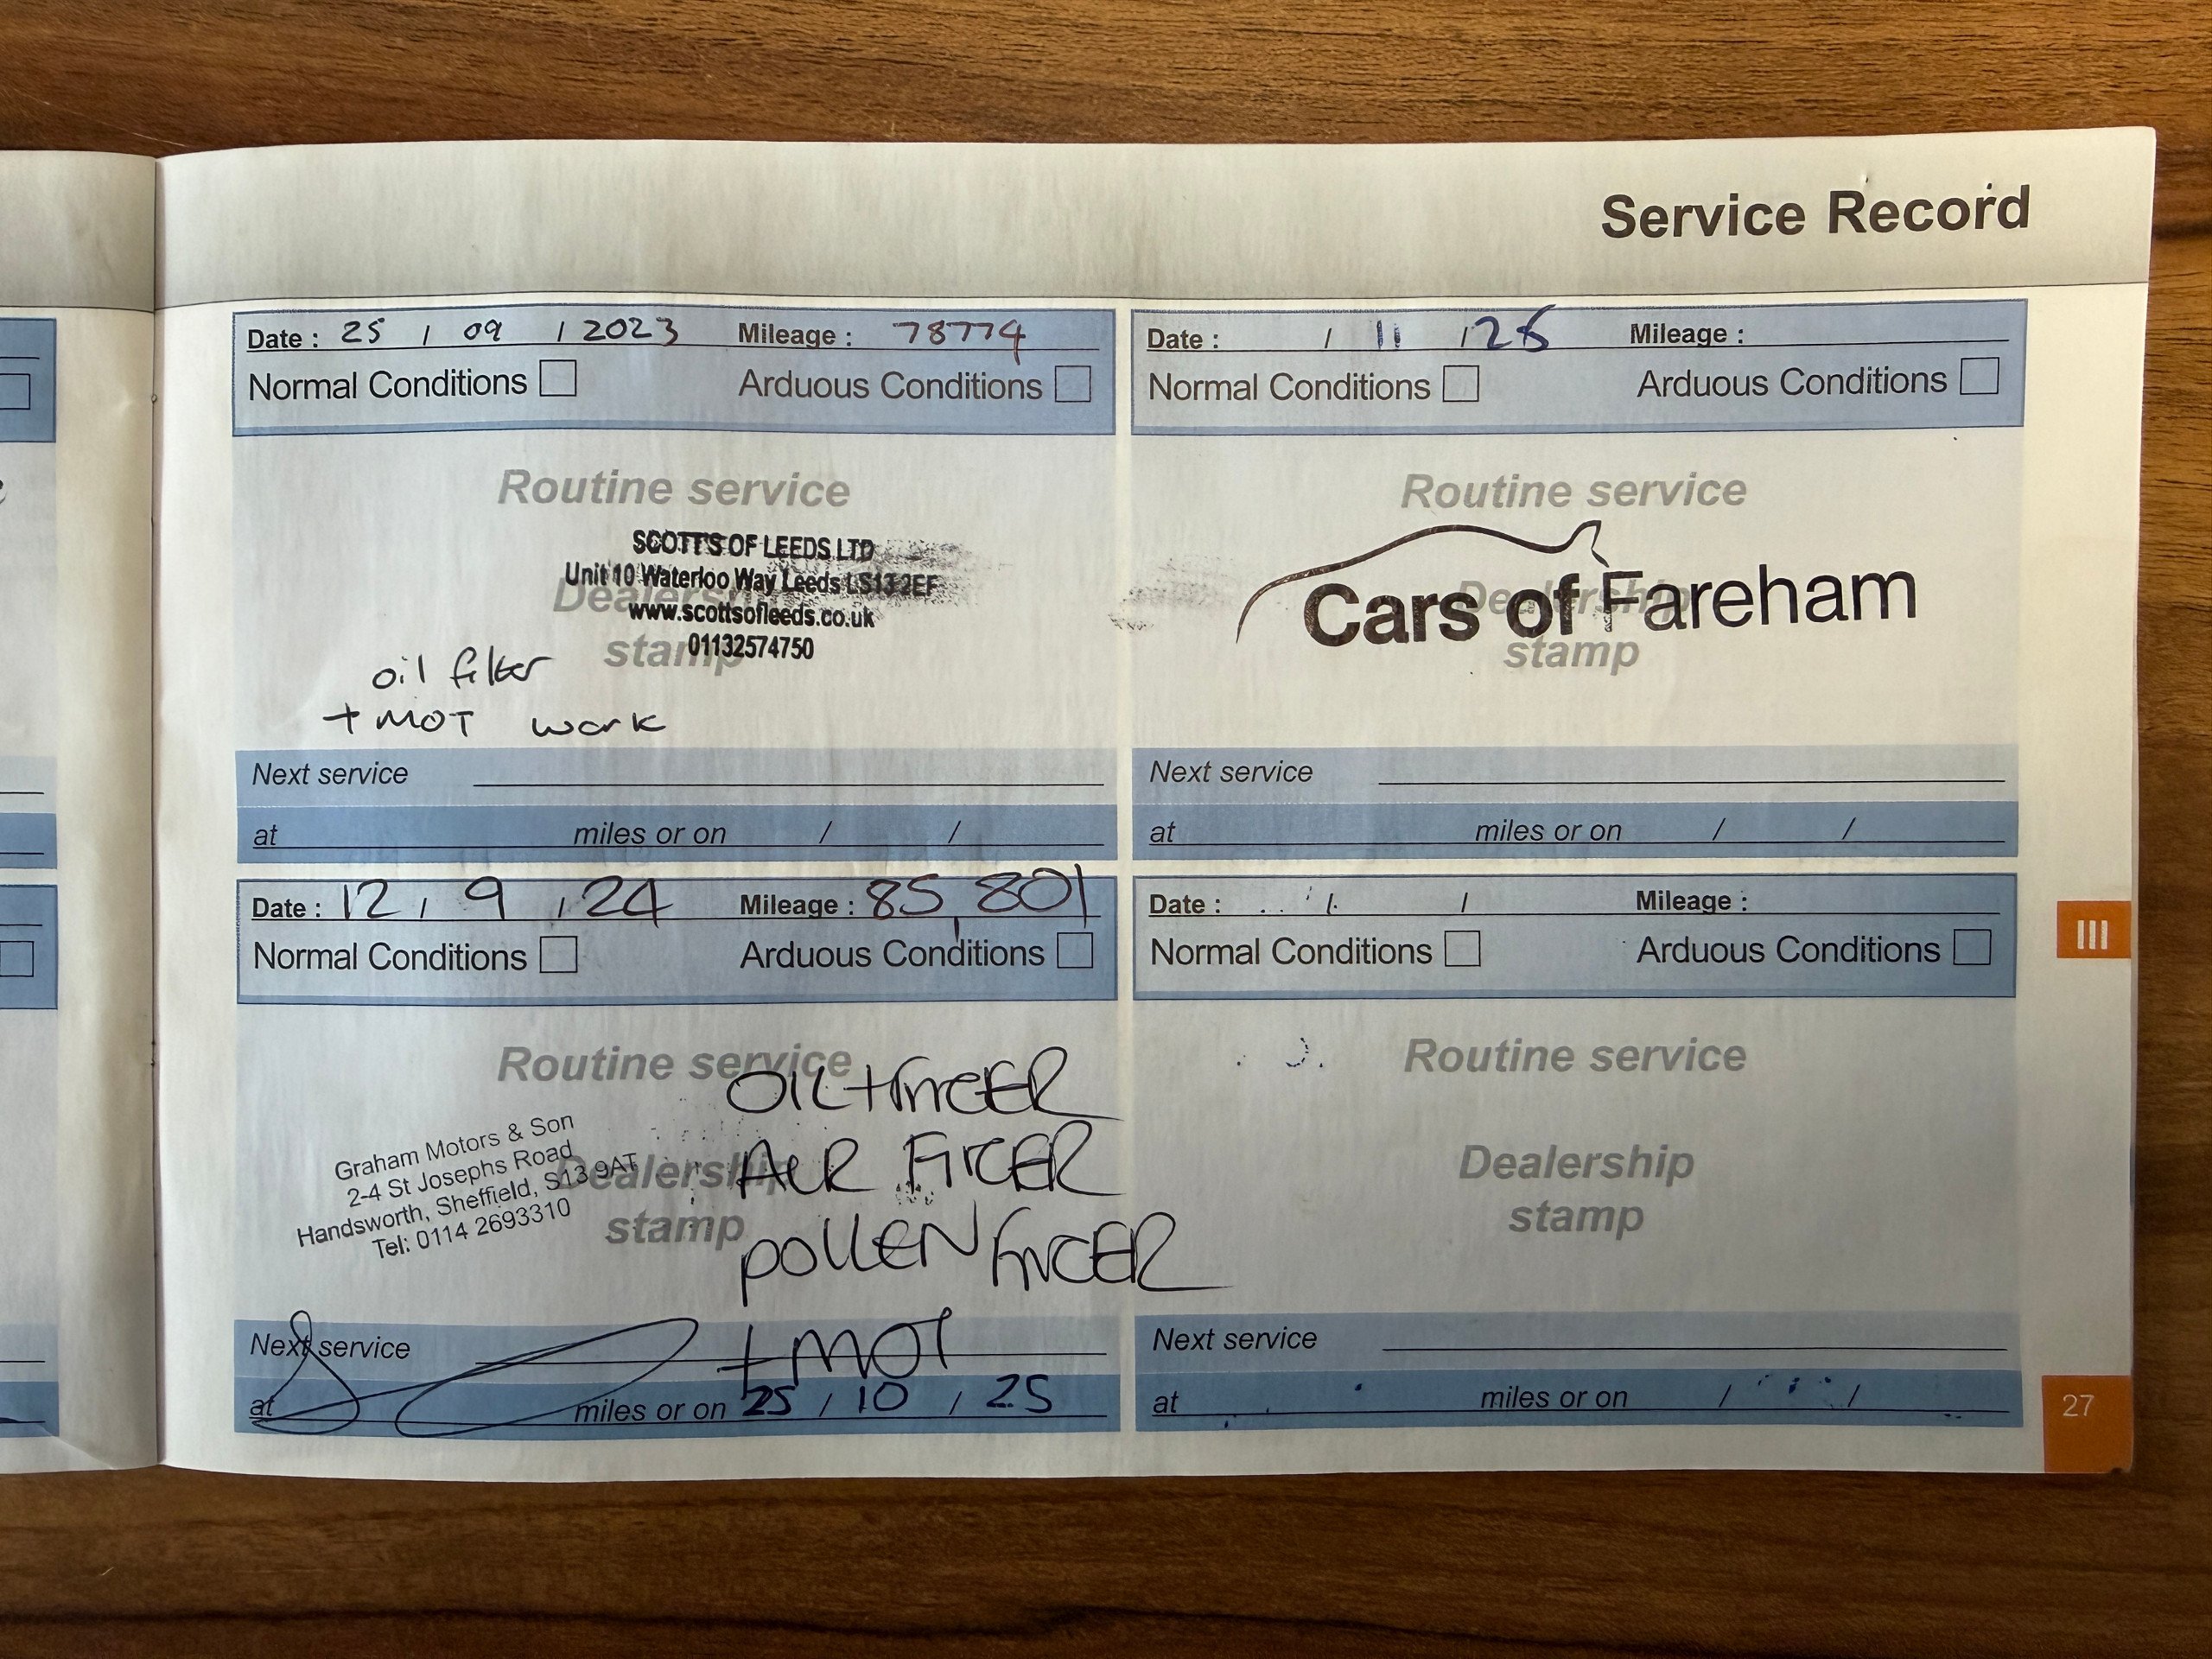 Service Record
Date : 25 / 09 / 2023 Mileage : 78774
Normal Conditions Arduous Conditions
Routine service
Dealership
stamp
SCOTTS OF LEEDS LTD
Unit 10 Waterloo Way Leeds LS13 2EF
www.scottsofleeds.co.uk
01132574750
oil filter
+ MOT work
Next service
at miles or on / /
Date : / 11 / 25 Mileage :
Normal Conditions Arduous Conditions
Routine service
Dealership
stamp
Cars of Fareham
Next service
at miles or on / /
Date : 12 / 9 / 24 Mileage : 85,801
Normal Conditions Arduous Conditions
Routine service
Dealership
stamp
Graham Motors & Son
2-4 St Josephs Road
Handsworth, Sheffield, S13 9AT
Tel: 0114 2693310
OIL + FILTER
AIR FILTER
POLLEN FILTER
+ MOT
Next service
at miles or on 25 / 10 / 25
Date : / / Mileage :
Normal Conditions Arduous Conditions
Routine service
Dealership
stamp
Next service
at miles or on / /
III
27